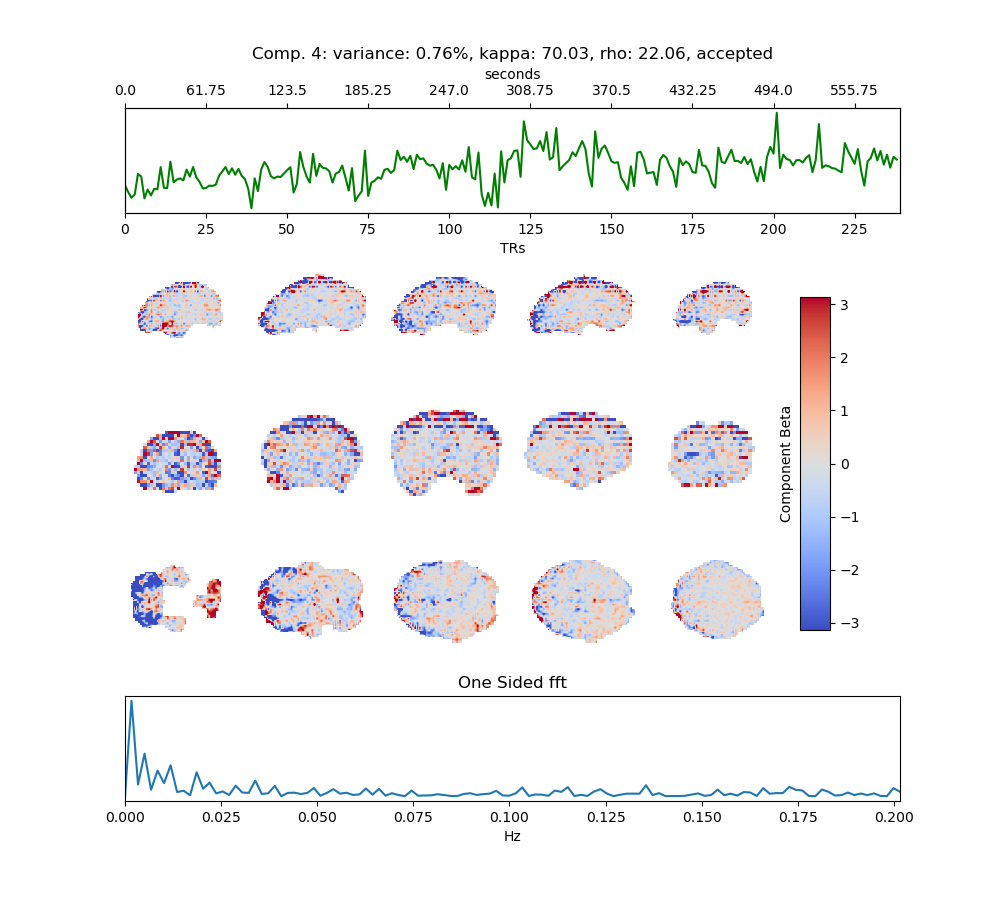 Comp. 4: variance: 0.76%, kappa: 70.03, rho: 22.06, accepted
seconds
0.0 61.75 123.5 185.25 247.0 308.75 370.5 432.25 494.0 555.75
0 25 50 75 100 125 150 175 200 225
TRs
3
2
1
0
−1
−2
−3
Component Beta
One Sided fft
0.000 0.025 0.050 0.075 0.100 0.125 0.150 0.175 0.200
Hz